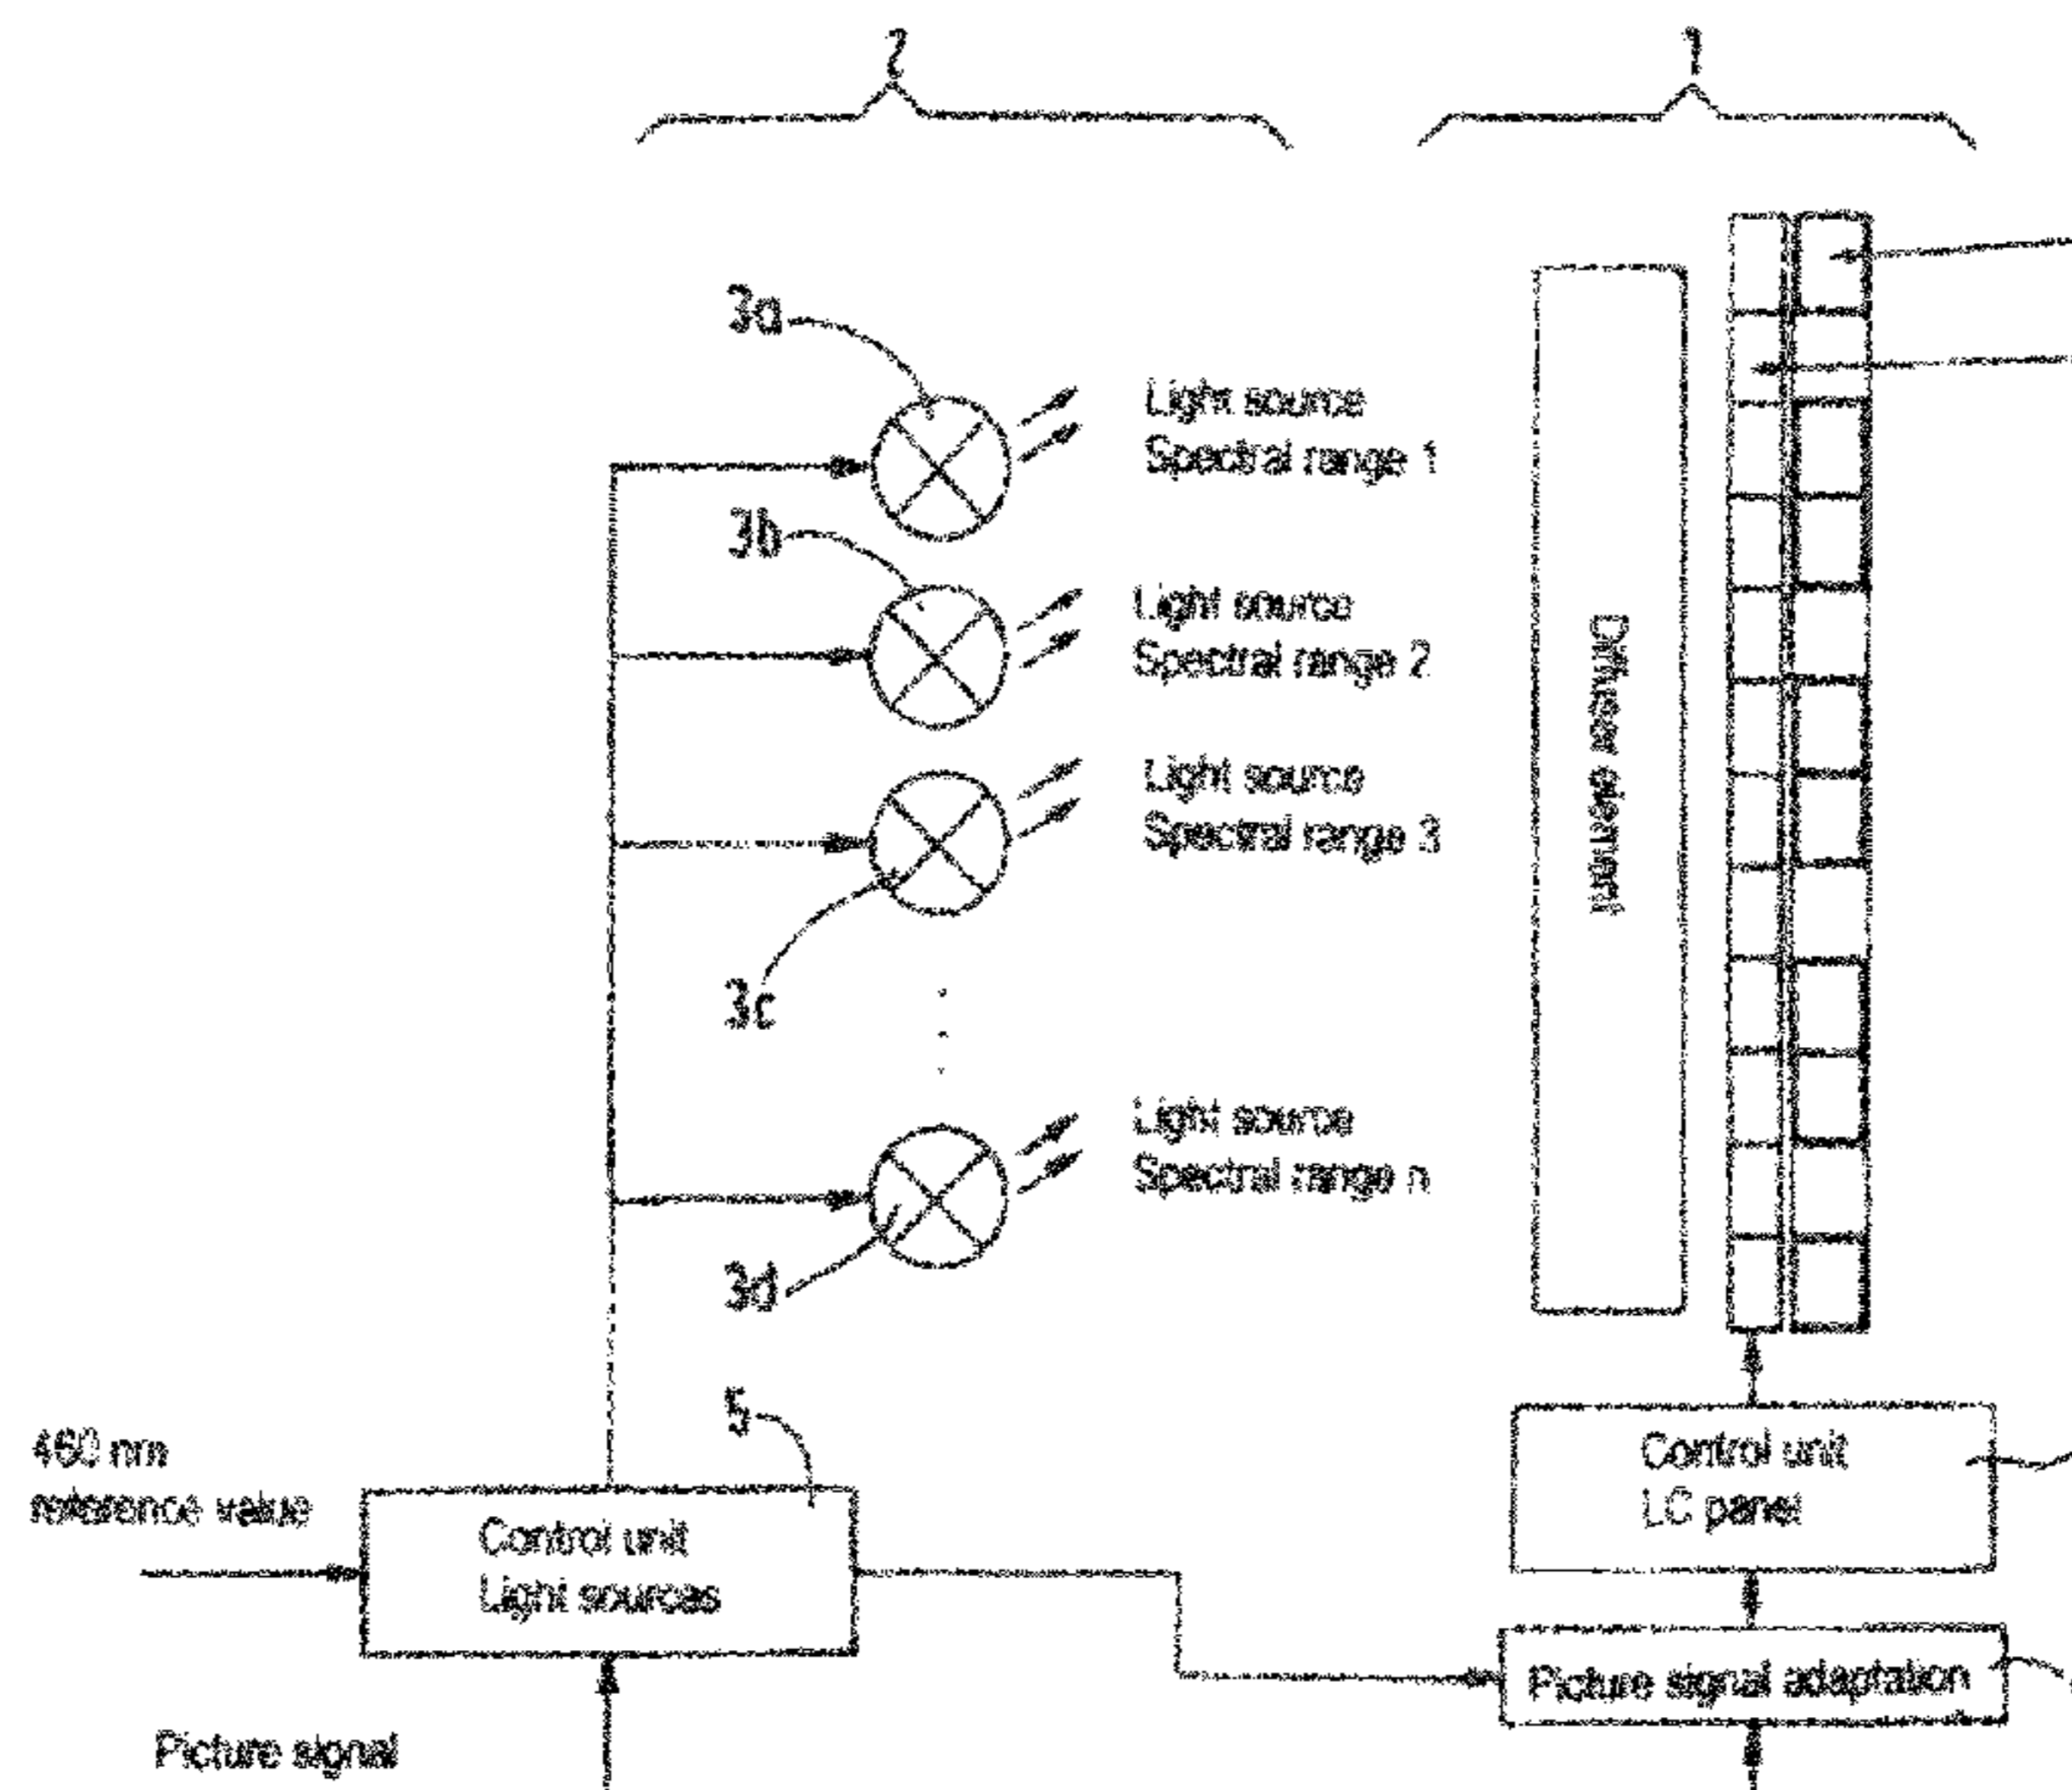 2
1
3a
Light source
Spectral range 1
3b
Light source
Spectral range 2
Light source
Spectral range 3
3c
Light source
Spectral range n
3d
Diffuser element
5
460 nm
reference value
Control unit
Light sources
Control unit
LC panel
Picture signal adaptation
Picture signal